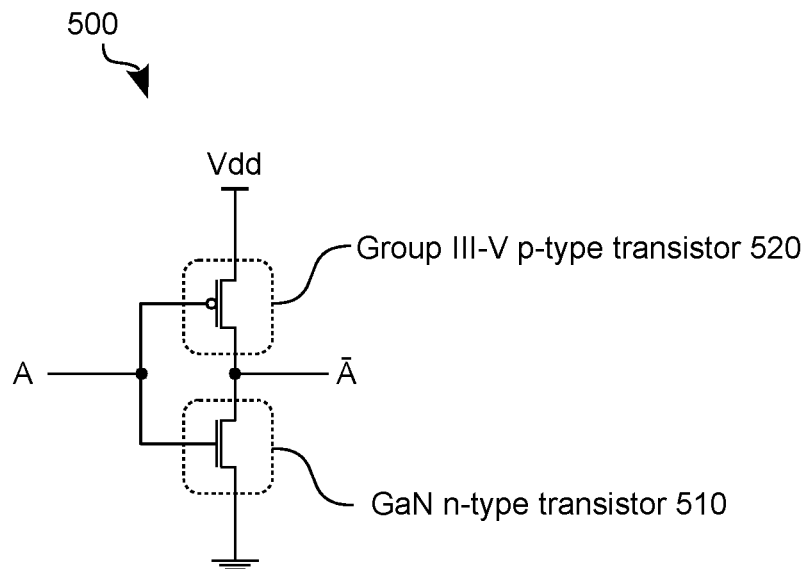 500
Vdd
Group III-V p-type transistor 520
A
Ā
GaN n-type transistor 510